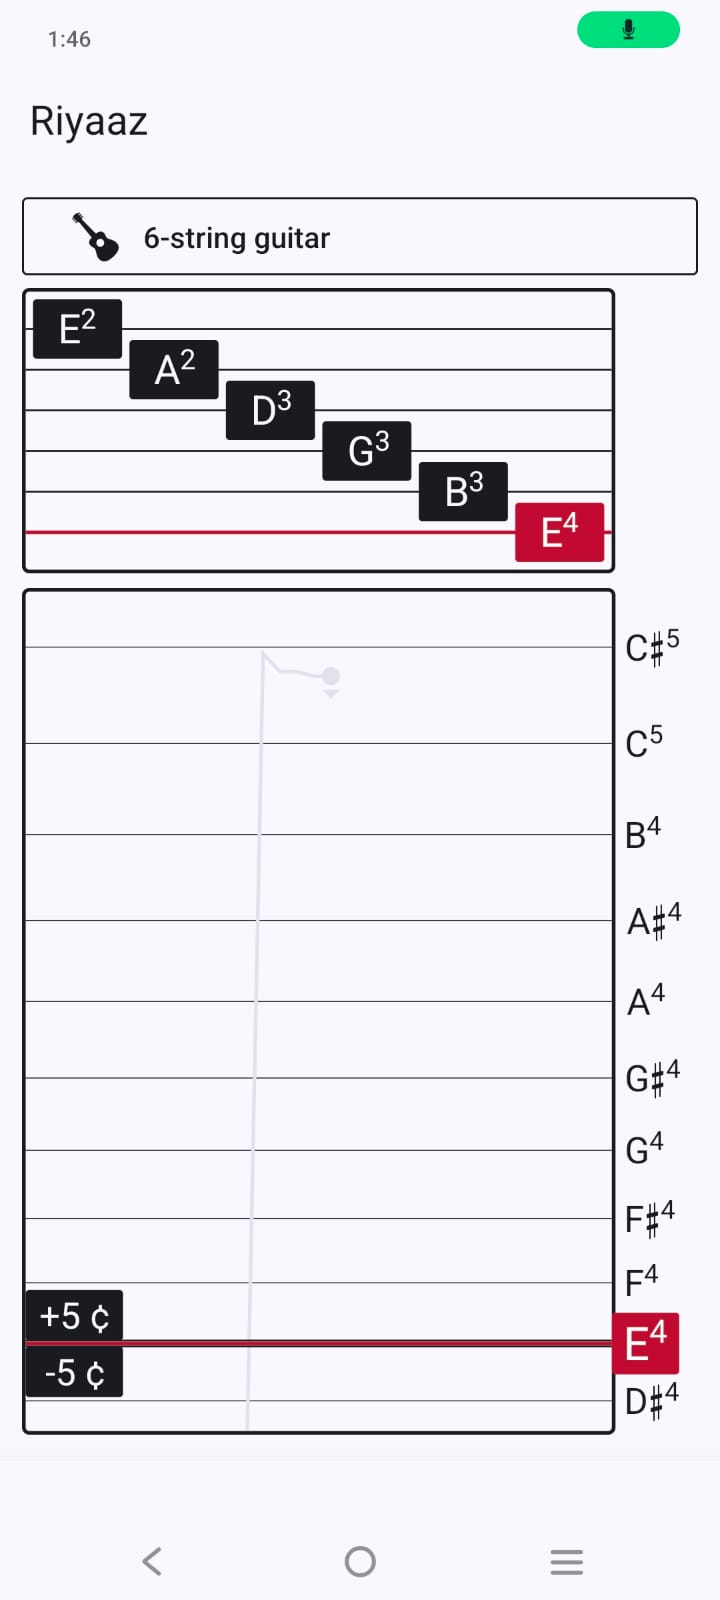 1:46
Riyaaz
6-string guitar
E²
A²
D³
G³
B³
E⁴
C♯⁵
C⁵
B⁴
A♯⁴
A⁴
G♯⁴
G⁴
F♯⁴
F⁴
+5 ¢
E⁴
-5 ¢
D♯⁴